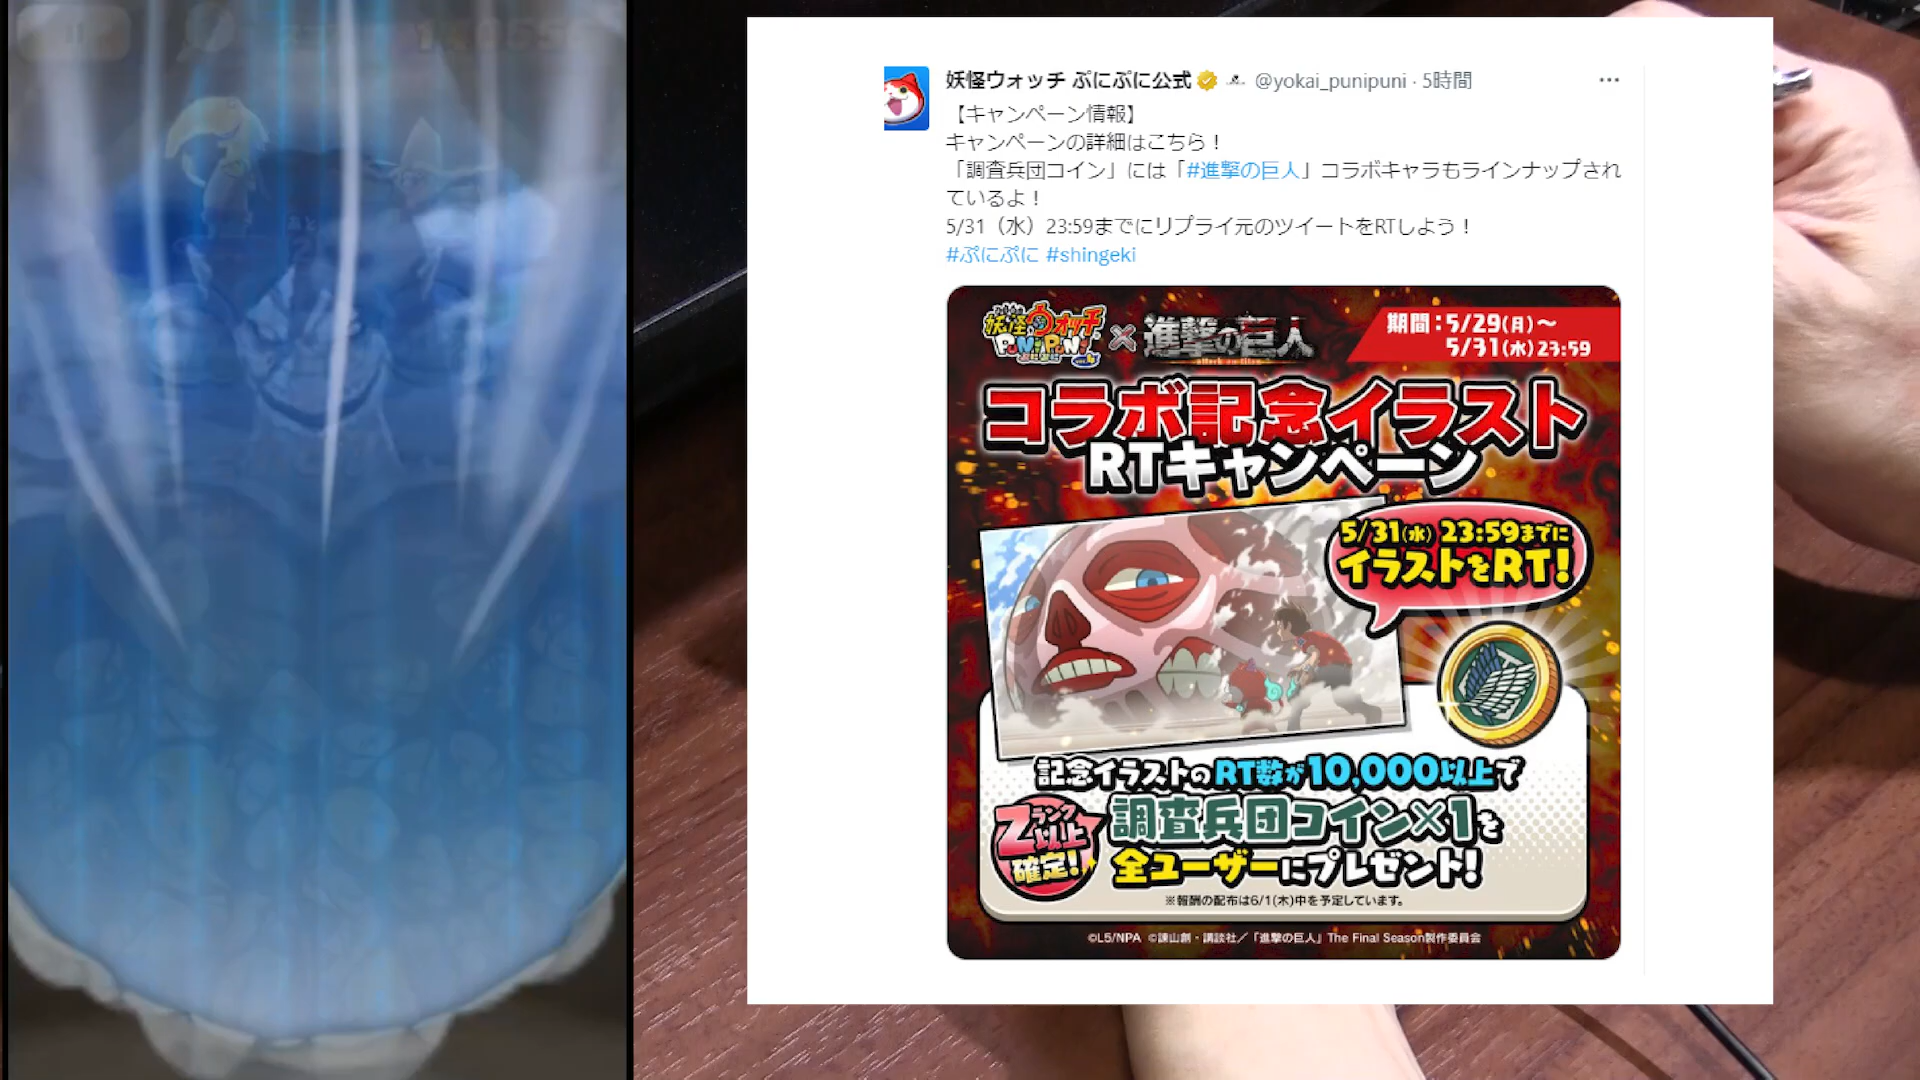 妖怪ウォッチ ぷにぷに公式 @yokai_punipuni · 5時間
【キャンペーン情報】
キャンペーンの詳細はこちら！
「調査兵団コイン」には「#進撃の巨人」コラボキャラもラインナップされ
ているよ！
5/31（水）23:59までにリプライ元のツイートをRTしよう！
#ぷにぷに #shingeki
妖怪ウォッチ
PUNiPUNi
ぷにぷに
×
進撃の巨人
attack on titan
期間：5/29(月)～
5/31(水)23:59
コラボ記念イラスト
RTキャンペーン
5/31(水) 23:59までに
イラストをRT!
記念イラストのRT数が10,000以上で
Zランク
以上
確定!
調査兵団コイン×1を
全ユーザーにプレゼント!
※報酬の配布は6/1(木)中を予定しています。
©L5/NPA ©諫山創・講談社／「進撃の巨人」The Final Season製作委員会